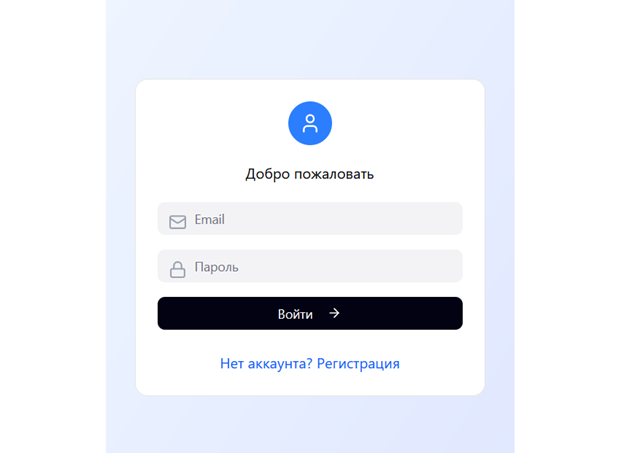 Добро пожаловать
Email
Пароль
Войти
Нет аккаунта? Регистрация